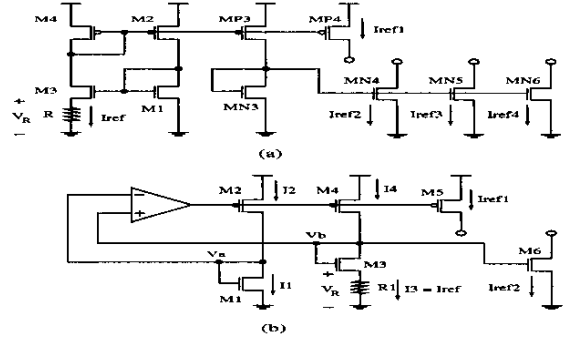 M4 M2 MP3 MP4
Iref1
M3 M1 MN3 MN4 MN5 MN6
+
VR R Iref Iref2 Iref3 Iref4
−
(a)
M2 I2 M4 I4 M5
Iref1
−
+
Va Vb
M3 M6
M1 I1 + VR − R1 I3 = Iref Iref2
(b)